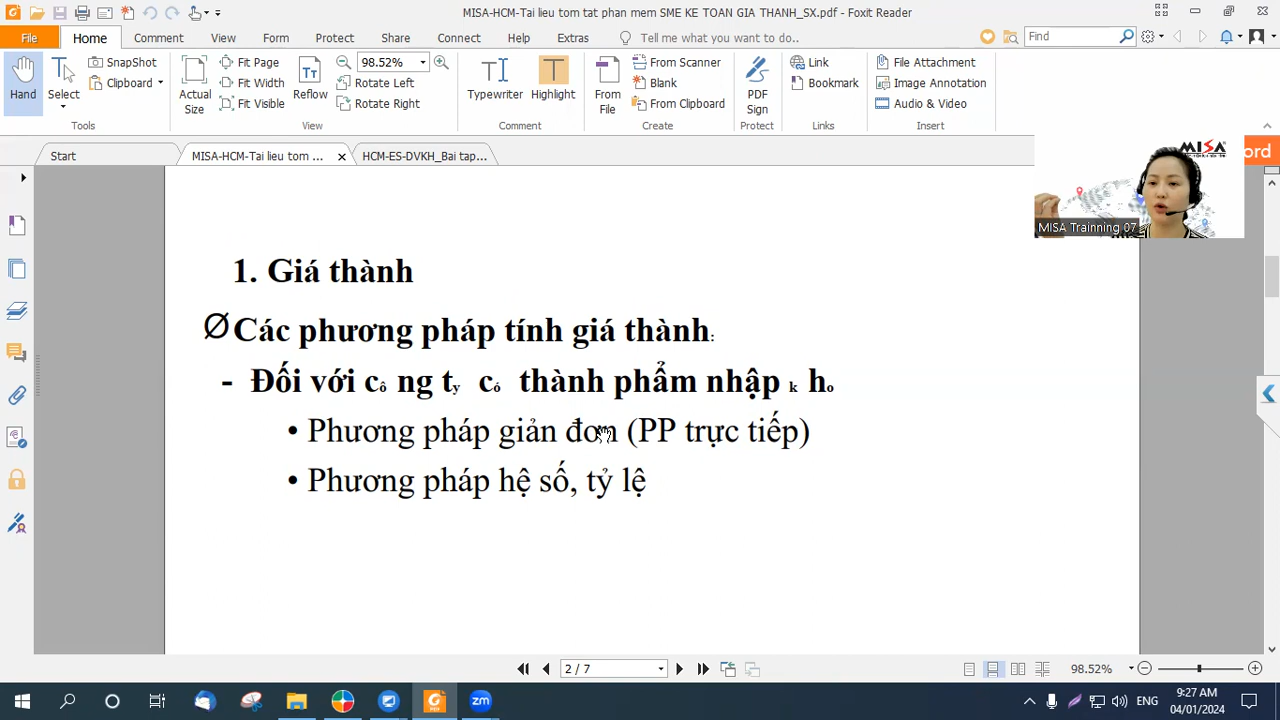 MISA-HCM-Tai lieu tom tat phan mem SME KE TOAN GIA THANH_SX.pdf - Foxit Reader
File Home Comment View Form Protect Share Connect Help Extras Tell me what you want to do.. Find
Hand
Select
SnapShot
Clipboard
Tools
Actual Size
Fit Page
Fit Width
Fit Visible
Reflow
98.52%
Rotate Left
Rotate Right
View
Typewriter
Highlight
Comment
From File
From Scanner
Blank
From Clipboard
Create
PDF Sign
Protect
Link
Bookmark
Links
File Attachment
Image Annotation
Audio & Video
Insert
Start
MISA-HCM-Tai lieu tom ...
HCM-ES-DVKH_Bai tap...
MISA
ord
MISA Trainning 07
1. Giá thành
Ø Các phương pháp tính giá thành:
- Đối với cô ng ty có thành phẩm nhập k ho
• Phương pháp giản đơn (PP trực tiếp)
• Phương pháp hệ số, tỷ lệ
2 / 7
98.52%
ENG
9:27 AM
04/01/2024